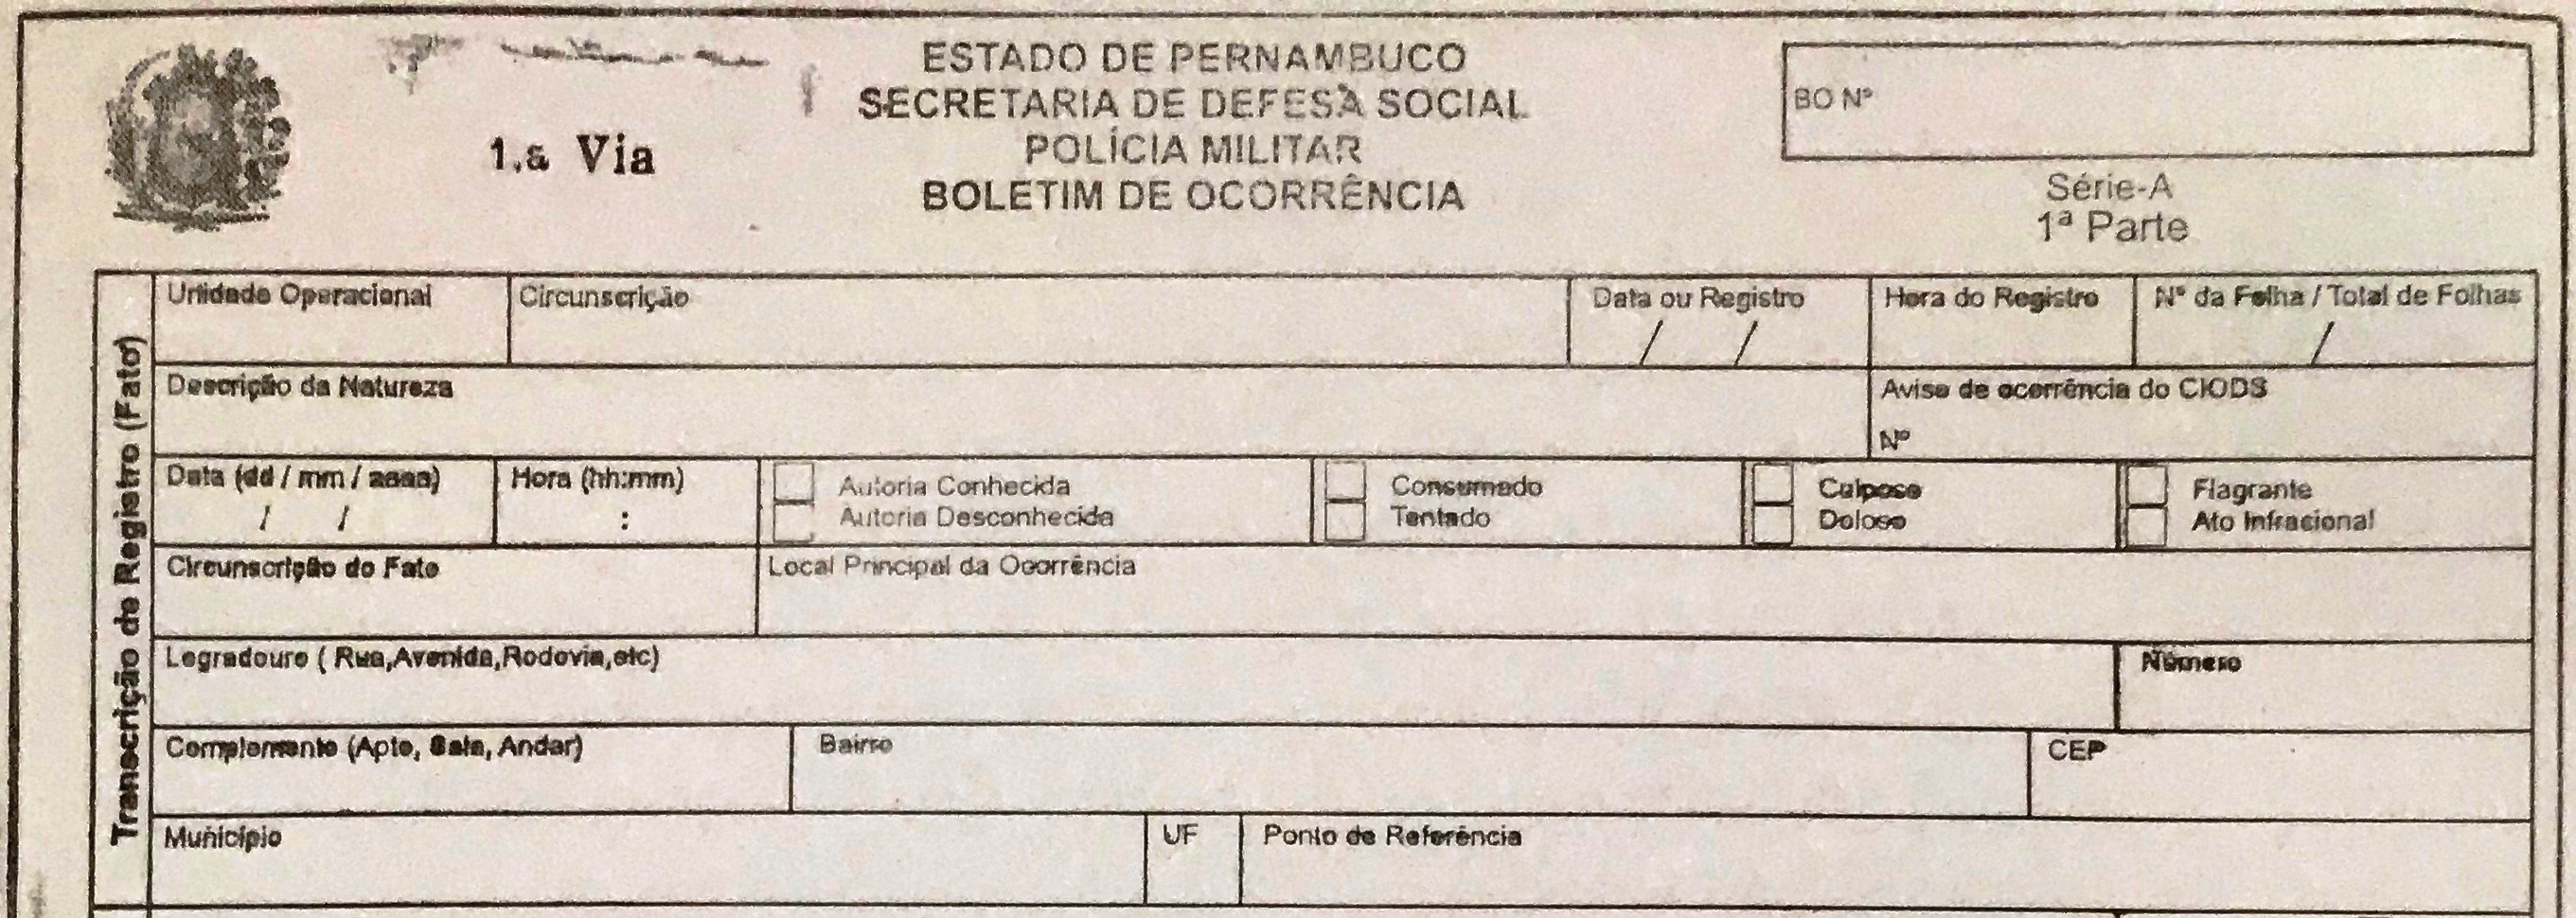 ESTADO DE PERNAMBUCO
SECRETARIA DE DEFESA SOCIAL
POLÍCIA MILITAR
BOLETIM DE OCORRÊNCIA
1.a Via
BO Nº
Série-A
1ª Parte
Transcrição de Registro (Fato)
Unidade Operacional Circunscrição Data ou Registro Hora do Registro Nº da Folha / Total de Folhas
/ / /
Descrição da Natureza Aviso de ocorrência do CIODS
Nº
Data (dd / mm / aaaa) Hora (hh:mm) Autoria Conhecida Consumado Culposo Flagrante
/ / : Autoria Desconhecida Tentado Doloso Ato Infracional
Circunscrição do Fato Local Principal da Ocorrência
Logradouro ( Rua,Avenida,Rodovia,etc) Número
Complemento (Apto, Sala, Andar) Bairro CEP
Município UF Ponto de Referência